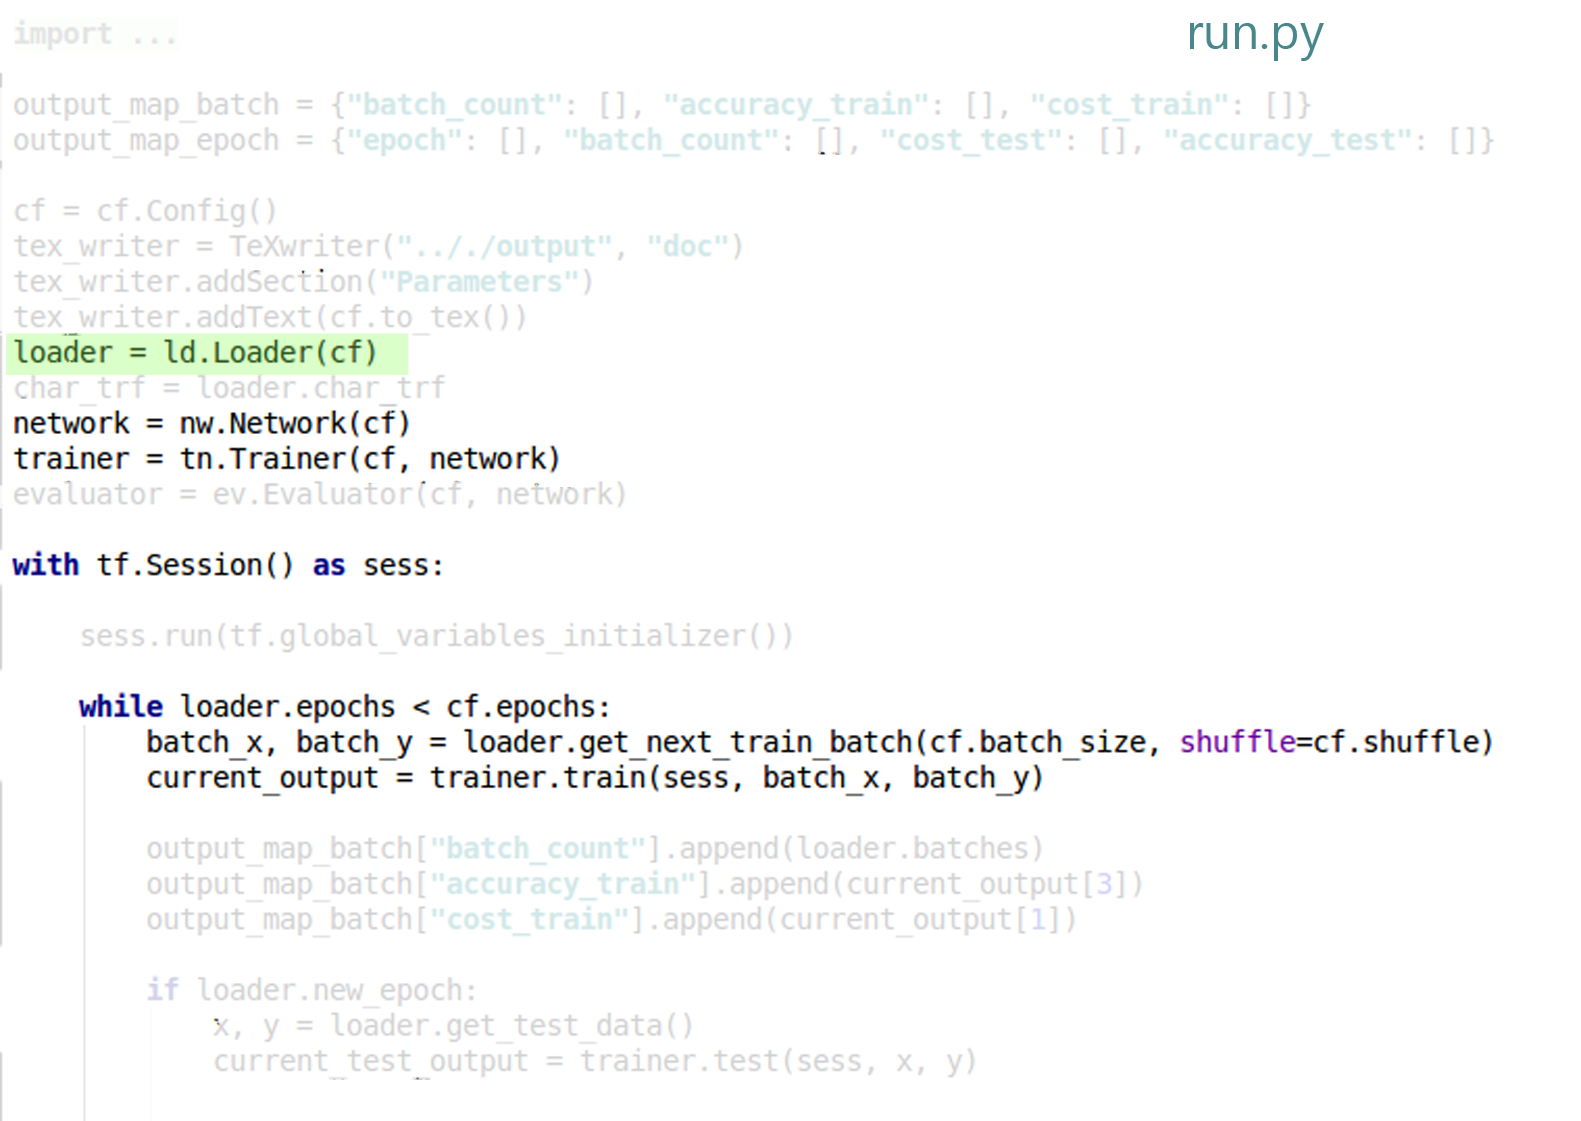 import ...
run.py
output_map_batch = {"batch_count": [], "accuracy_train": [], "cost_train": []}
output_map_epoch = {"epoch": [], "batch_count": [], "cost_test": [], "accuracy_test": []}
cf = cf.Config()
tex_writer = TeXwriter(".././output", "doc")
tex_writer.addSection("Parameters")
tex_writer.addText(cf.to_tex())
loader = ld.Loader(cf)
char_trf = loader.char_trf
network = nw.Network(cf)
trainer = tn.Trainer(cf, network)
evaluator = ev.Evaluator(cf, network)
with tf.Session() as sess:
sess.run(tf.global_variables_initializer())
while loader.epochs < cf.epochs:
batch_x, batch_y = loader.get_next_train_batch(cf.batch_size, shuffle=cf.shuffle)
current_output = trainer.train(sess, batch_x, batch_y)
output_map_batch["batch_count"].append(loader.batches)
output_map_batch["accuracy_train"].append(current_output[3])
output_map_batch["cost_train"].append(current_output[1])
if loader.new_epoch:
x, y = loader.get_test_data()
current_test_output = trainer.test(sess, x, y)